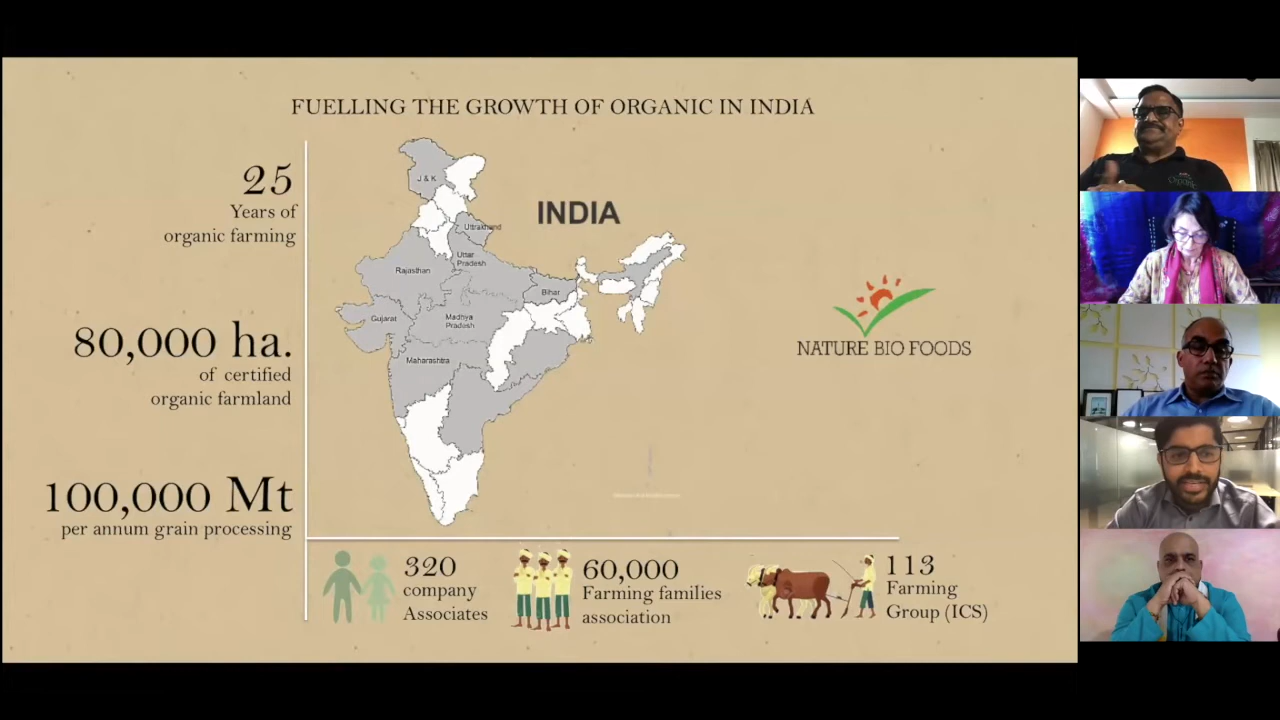 FUELLING THE GROWTH OF ORGANIC IN INDIA
25
Years of
organic farming
80,000 ha.
of certified
organic farmland
100,000 Mt
per annum grain processing
INDIA
J & K
Uttrakhand
Uttar
Pradesh
Rajasthan
Bihar
Gujarat
Madhya
Pradesh
Maharashtra
NATURE BIO FOODS
320
company
Associates
60,000
Farming families
association
113
Farming
Group (ICS)